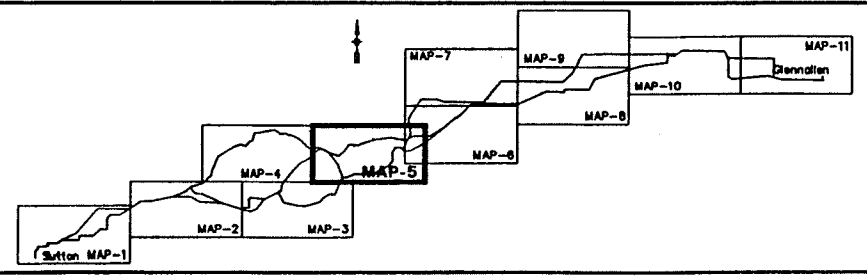 MAP-11
MAP-7
MAP-9
Glennallen
MAP-10
MAP-8
MAP-6
MAP-4
MAP-5
MAP-2
MAP-3
Sutton MAP-1